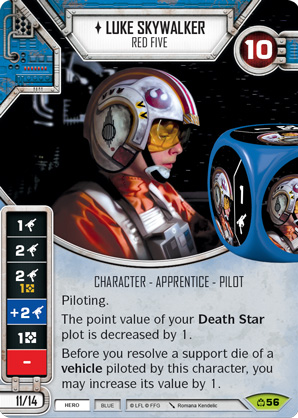 LUKE SKYWALKER
RED FIVE
10
1
2
2
1
+2
1
-
1
CHARACTER - APPRENTICE - PILOT
Piloting.
The point value of your Death Star
plot is decreased by 1.
Before you resolve a support die of a
vehicle piloted by this character, you
may increase its value by 1.
11/14
HERO
BLUE
© LFL © FFG
Romana Kendelic
56